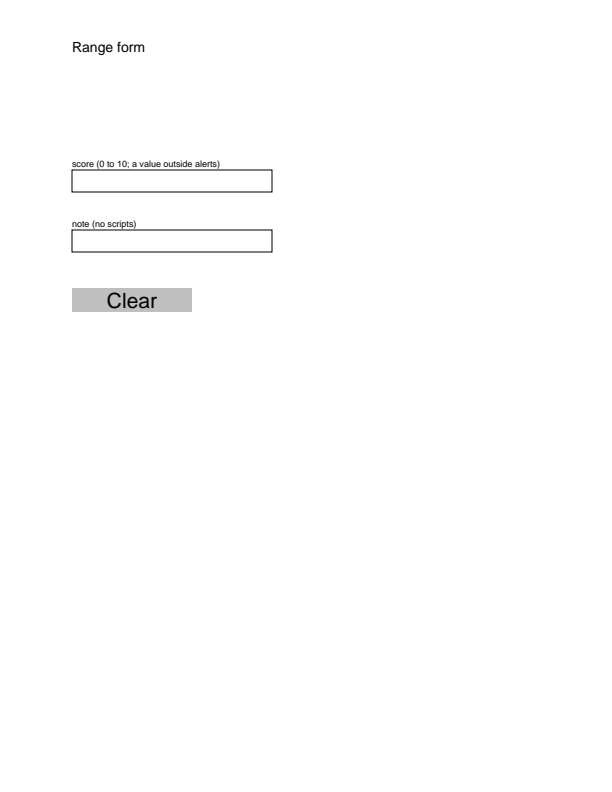 Range form
score (0 to 10; a value outside alerts)
note (no scripts)
Clear